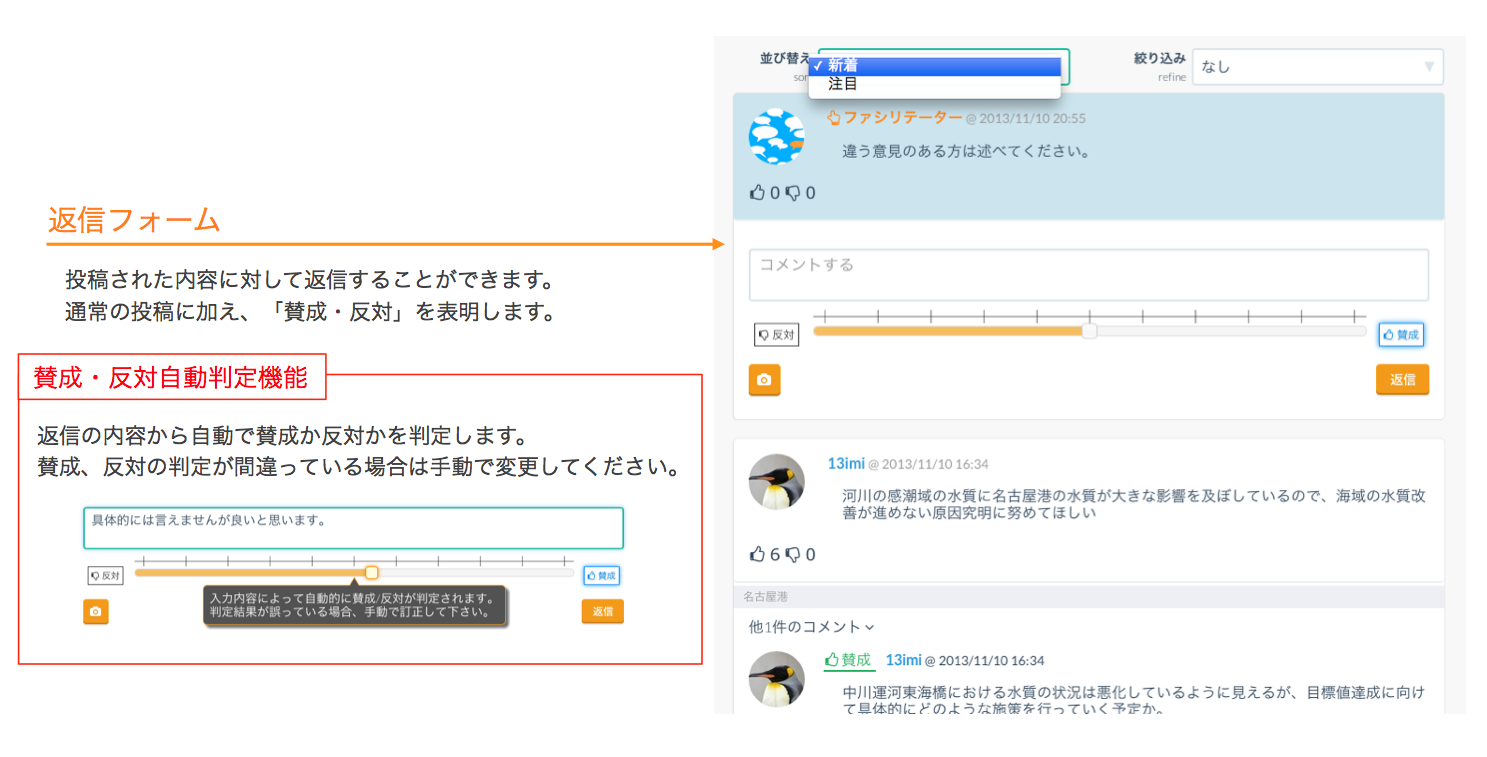 返信フォーム
投稿された内容に対して返信することができます。
通常の投稿に加え、「賛成・反対」を表明します。
賛成・反対自動判定機能
返信の内容から自動で賛成か反対かを判定します。
賛成、反対の判定が間違っている場合は手動で変更してください。
具体的には言えませんが良いと思います。
反対
賛成
入力内容によって自動的に賛成/反対が判定されます。
判定結果が誤っている場合、手動で訂正して下さい。
返信
並び替え
sor
✓ 新着
注目
絞り込み
refine
なし
ファシリテーター @ 2013/11/10 20:55
違う意見のある方は述べてください。
0 0
コメントする
反対
賛成
返信
13imi @ 2013/11/10 16:34
河川の感潮域の水質に名古屋港の水質が大きな影響を及ぼしているので、海域の水質改
善が進めない原因究明に努めてほしい
6 0
名古屋港
他1件のコメント
賛成 13imi @ 2013/11/10 16:34
中川運河東海橋における水質の状況は悪化しているように見えるが、目標値達成に向け
て具体的にどのような施策を行っていく予定か。